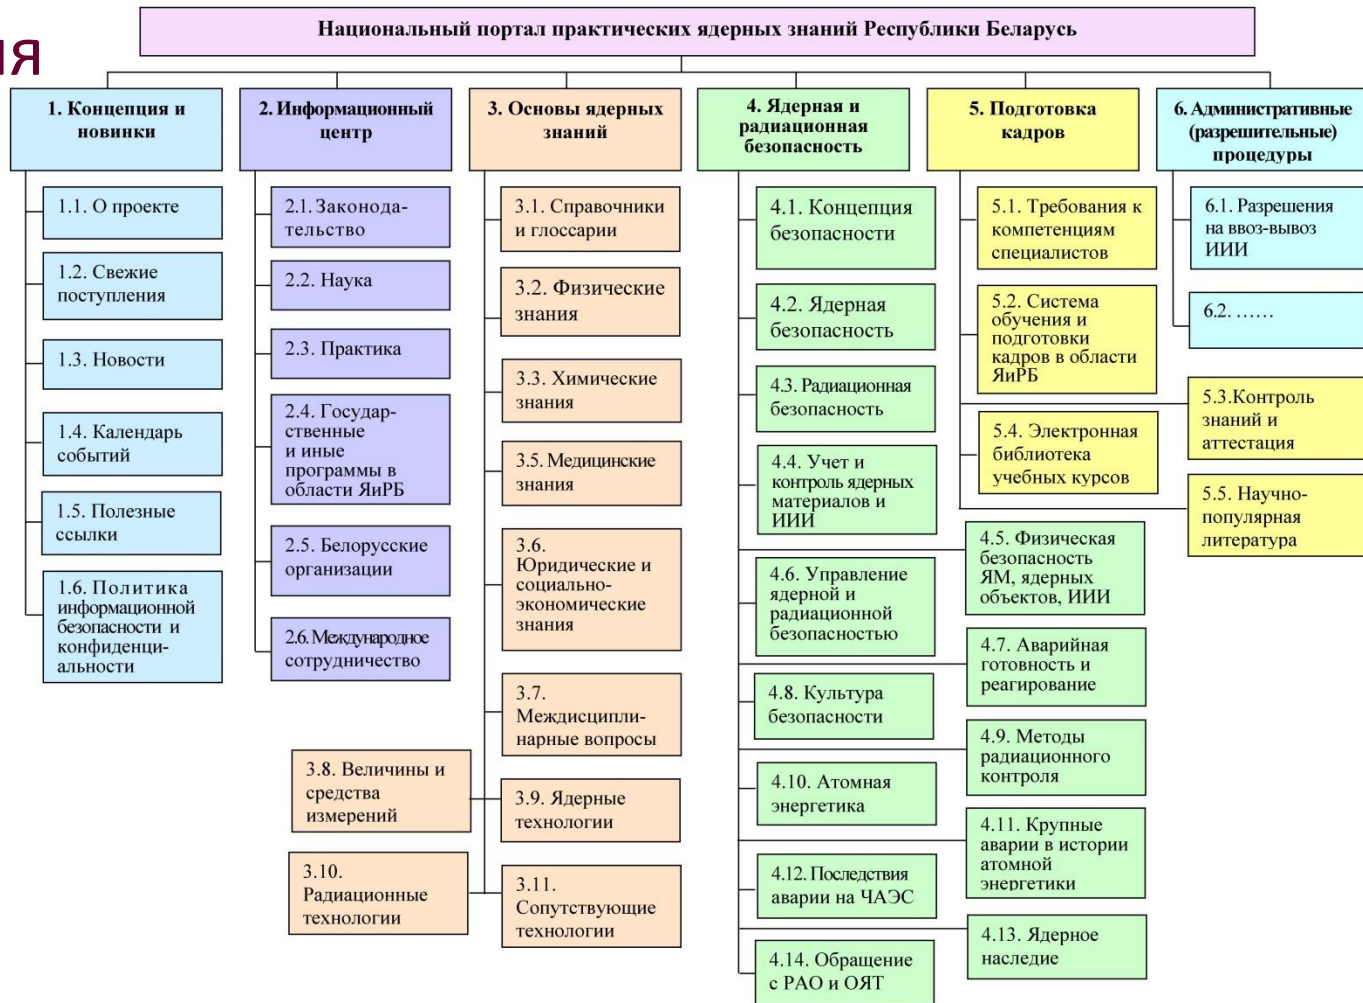 ия
Национальный портал практических ядерных знаний Республики Беларусь
1. Концепция и
новинки
1.1. О проекте
1.2. Свежие
поступления
1.3. Новости
1.4. Календарь
событий
1.5. Полезные
ссылки
1.6. Политика
информационной
безопасности и
конфиденци-
альности
2. Информационный
центр
2.1. Законода-
тельство
2.2. Наука
2.3. Практика
2.4. Государ-
ственные
и иные
программы в
области ЯиРБ
2.5. Белорусские
организации
2.6. Международное
сотрудничество
3. Основы ядерных
знаний
3.1. Справочники
и глоссарии
3.2. Физические
знания
3.3. Химические
знания
3.5. Медицинские
знания
3.6.
Юридические и
социально-
экономические
знания
3.7.
Междисципли-
нарные вопросы
3.8. Величины и
средства
измерений
3.9. Ядерные
технологии
3.10.
Радиационные
технологии
3.11.
Сопутствующие
технологии
4. Ядерная и
радиационная
безопасность
4.1. Концепция
безопасности
4.2. Ядерная
безопасность
4.3. Радиационная
безопасность
4.4. Учет и
контроль ядерных
материалов и
ИИИ
4.5. Физическая
безопасность
ЯМ, ядерных
объектов, ИИИ
4.6. Управление
ядерной и
радиационной
безопасностью
4.7. Аварийная
готовность и
реагирование
4.8. Культура
безопасности
4.9. Методы
радиационного
контроля
4.10. Атомная
энергетика
4.11. Крупные
аварии в истории
атомной
энергетики
4.12. Последствия
аварии на ЧАЭС
4.13. Ядерное
наследие
4.14. Обращение
с РАО и ОЯТ
5. Подготовка
кадров
5.1. Требования к
компетенциям
специалистов
5.2. Система
обучения и
подготовки
кадров в области
ЯиРБ
5.3.Контроль
знаний и
аттестация
5.4. Электронная
библиотека
учебных курсов
5.5. Научно-
популярная
литература
6. Административные
(разрешительные)
процедуры
6.1. Разрешения
на ввоз-вывоз
ИИИ
6.2. ……